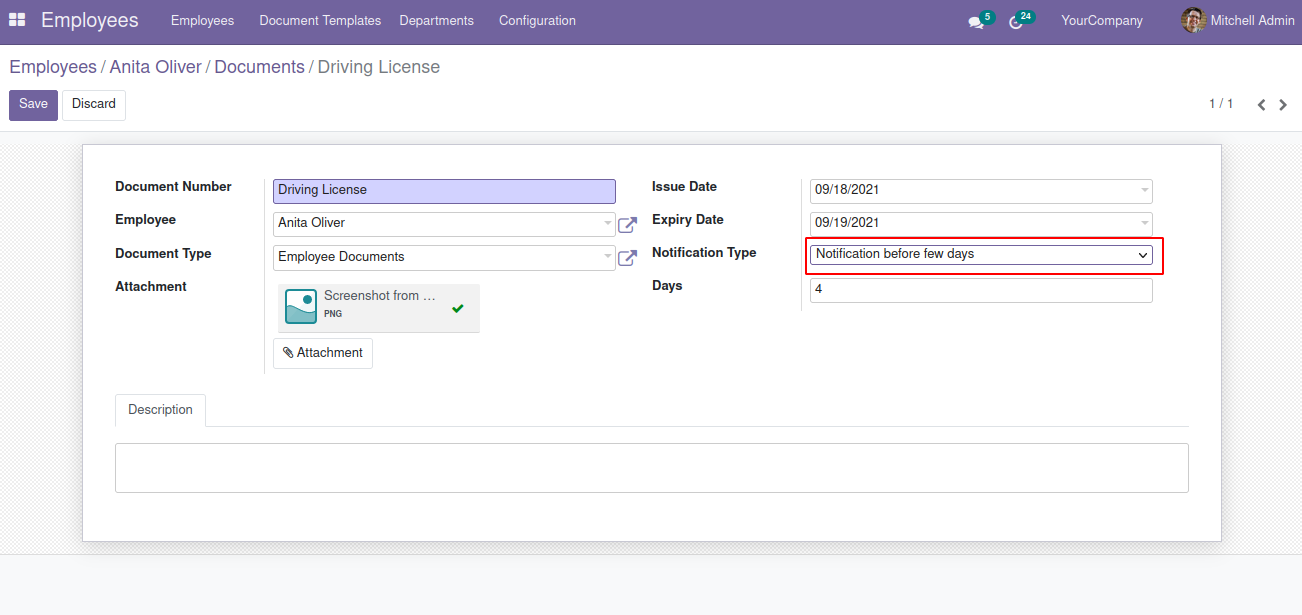 Employees Employees Document Templates Departments Configuration 5 24 YourCompany Mitchell Admin
Employees / Anita Oliver / Documents / Driving License
Save Discard 1 / 1
Document Number Driving License Issue Date 09/18/2021
Employee Anita Oliver Expiry Date 09/19/2021
Document Type Employee Documents Notification Type Notification before few days
Attachment Screenshot from ... Days 4
PNG
Attachment
Description